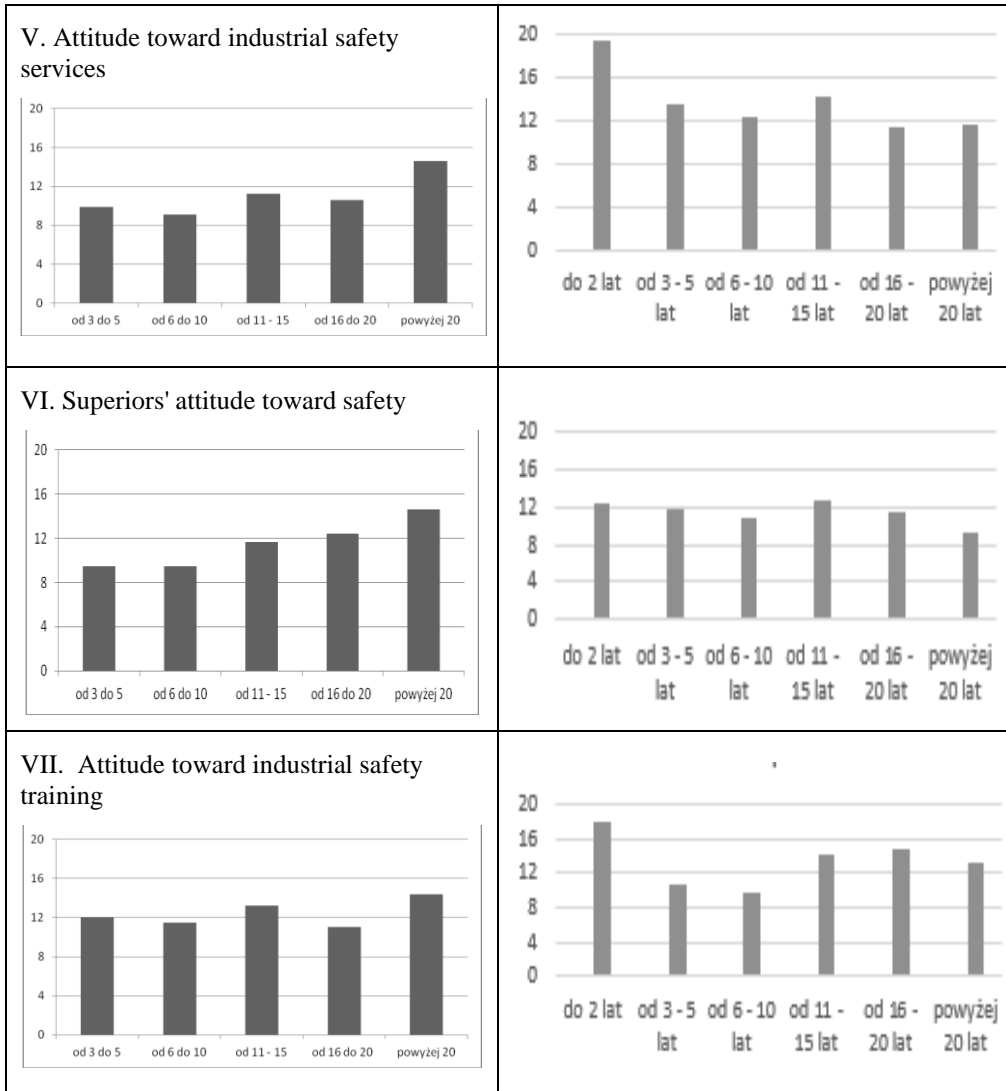 V. Attitude toward industrial safety
services
20
16
12
8
4
0
od 3 do 5 od 6 do 10 od 11 - 15 od 16 do 20 powyżej 20
20
16
12
8
4
0
do 2 lat od 3 - 5 od 6 - 10 od 11 - od 16 - powyżej
lat lat 15 lat 20 lat 20 lat
VI. Superiors' attitude toward safety
20
16
12
8
4
0
od 3 do 5 od 6 do 10 od 11 - 15 od 16 do 20 powyżej 20
20
16
12
8
4
0
do 2 lat od 3 - 5 od 6 - 10 od 11 - od 16 - powyżej
lat lat 15 lat 20 lat 20 lat
VII. Attitude toward industrial safety
training
20
16
12
8
4
0
od 3 do 5 od 6 do 10 od 11 - 15 od 16 do 20 powyżej 20
20
16
12
8
4
0
do 2 lat od 3 - 5 od 6 - 10 od 11 - od 16 - powyżej
lat lat 15 lat 20 lat 20 lat